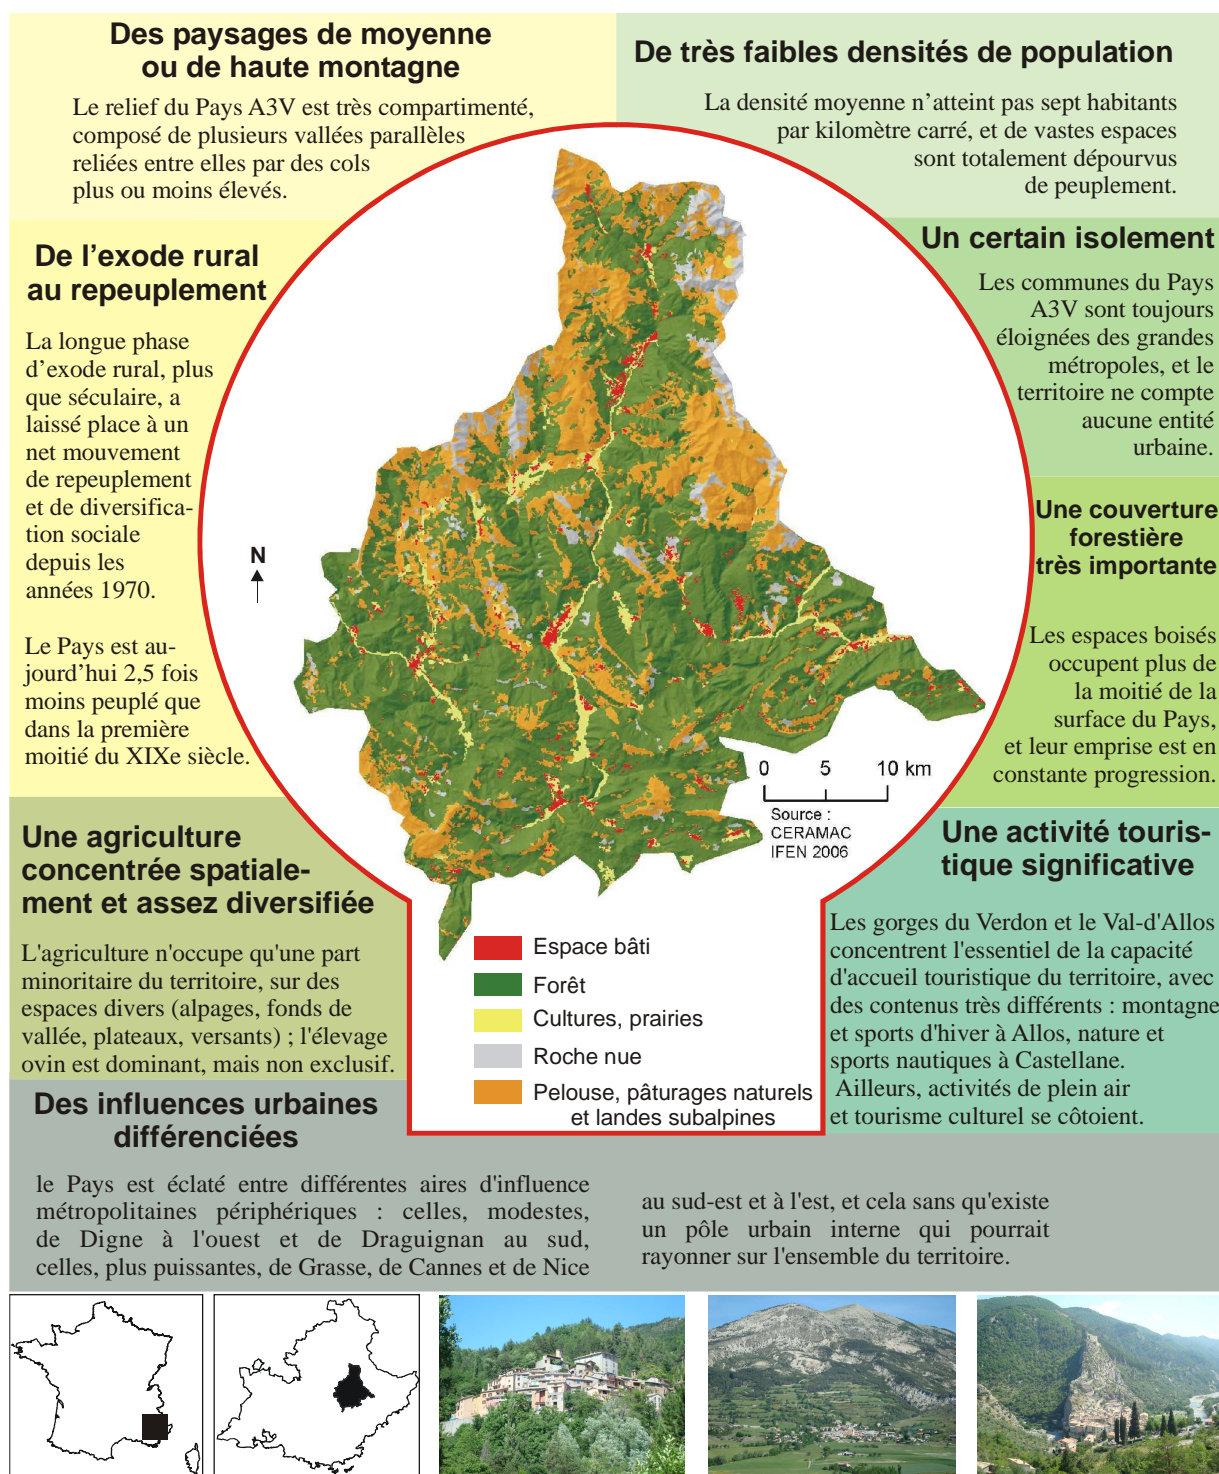 Des paysages de moyenne
ou de haute montagne
Le relief du Pays A3V est très compartimenté,
composé de plusieurs vallées parallèles
reliées entre elles par des cols
plus ou moins élevés.
De très faibles densités de population
La densité moyenne n’atteint pas sept habitants
par kilomètre carré, et de vastes espaces
sont totalement dépourvus
de peuplement.
De l’exode rural
au repeuplement
La longue phase
d’exode rural, plus
que séculaire, a
laissé place à un
net mouvement
de repeuplement
et de diversifica-
tion sociale
depuis les
années 1970.
Le Pays est au-
jourd’hui 2,5 fois
moins peuplé que
dans la première
moitié du XIXe siècle.
Un certain isolement
Les communes du Pays
A3V sont toujours
éloignées des grandes
métropoles, et le
territoire ne compte
aucune entité
urbaine.
Une couverture
forestière
très importante
Les espaces boisés
occupent plus de
la moitié de la
surface du Pays,
et leur emprise est en
constante progression.
N
0 5 10 km
Source :
CERAMAC
IFEN 2006
Une agriculture
concentrée spatiale-
ment et assez diversifiée
L'agriculture n'occupe qu'une part
minoritaire du territoire, sur des
espaces divers (alpages, fonds de
vallée, plateaux, versants) ; l'élevage
ovin est dominant, mais non exclusif.
Espace bâti
Forêt
Cultures, prairies
Roche nue
Pelouse, pâturages naturels
et landes subalpines
Une activité touris-
tique significative
Les gorges du Verdon et le Val-d'Allos
concentrent l'essentiel de la capacité
d'accueil touristique du territoire, avec
des contenus très différents : montagne
et sports d'hiver à Allos, nature et
sports nautiques à Castellane.
Ailleurs, activités de plein air
et tourisme culturel se côtoient.
Des influences urbaines
différenciées
le Pays est éclaté entre différentes aires d'influence
métropolitaines périphériques : celles, modestes,
de Digne à l'ouest et de Draguignan au sud,
celles, plus puissantes, de Grasse, de Cannes et de Nice
au sud-est et à l'est, et cela sans qu'existe
un pôle urbain interne qui pourrait
rayonner sur l'ensemble du territoire.